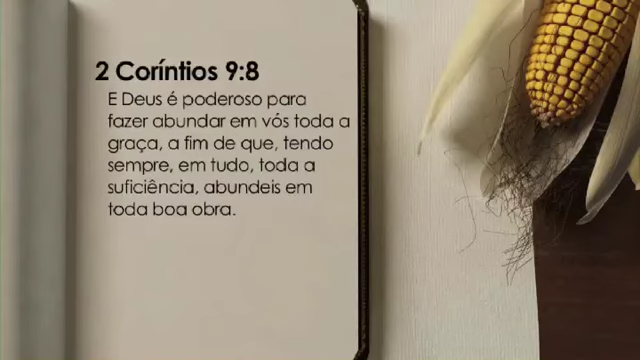 2 Coríntios 9:8
E Deus é poderoso para
fazer abundar em vós toda a
graça, a fim de que, tendo
sempre, em tudo, toda a
suficiência, abundeis em
toda boa obra.